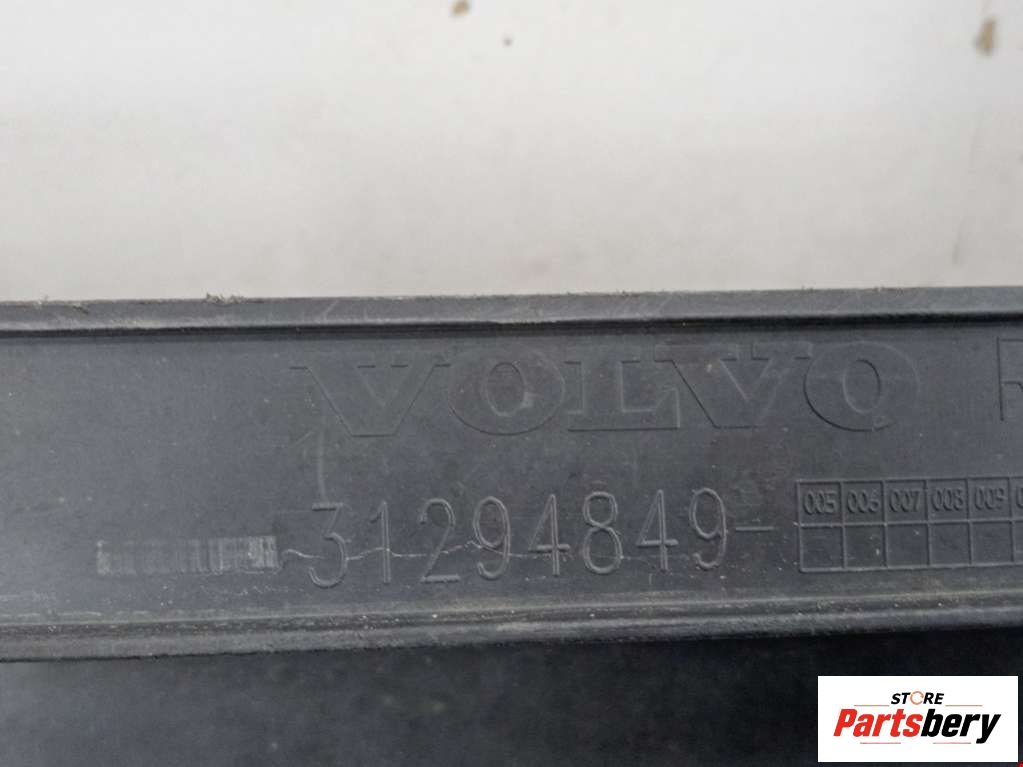 VOLVO
31294849-
005 006 007 008 009
STORE
Partsbery